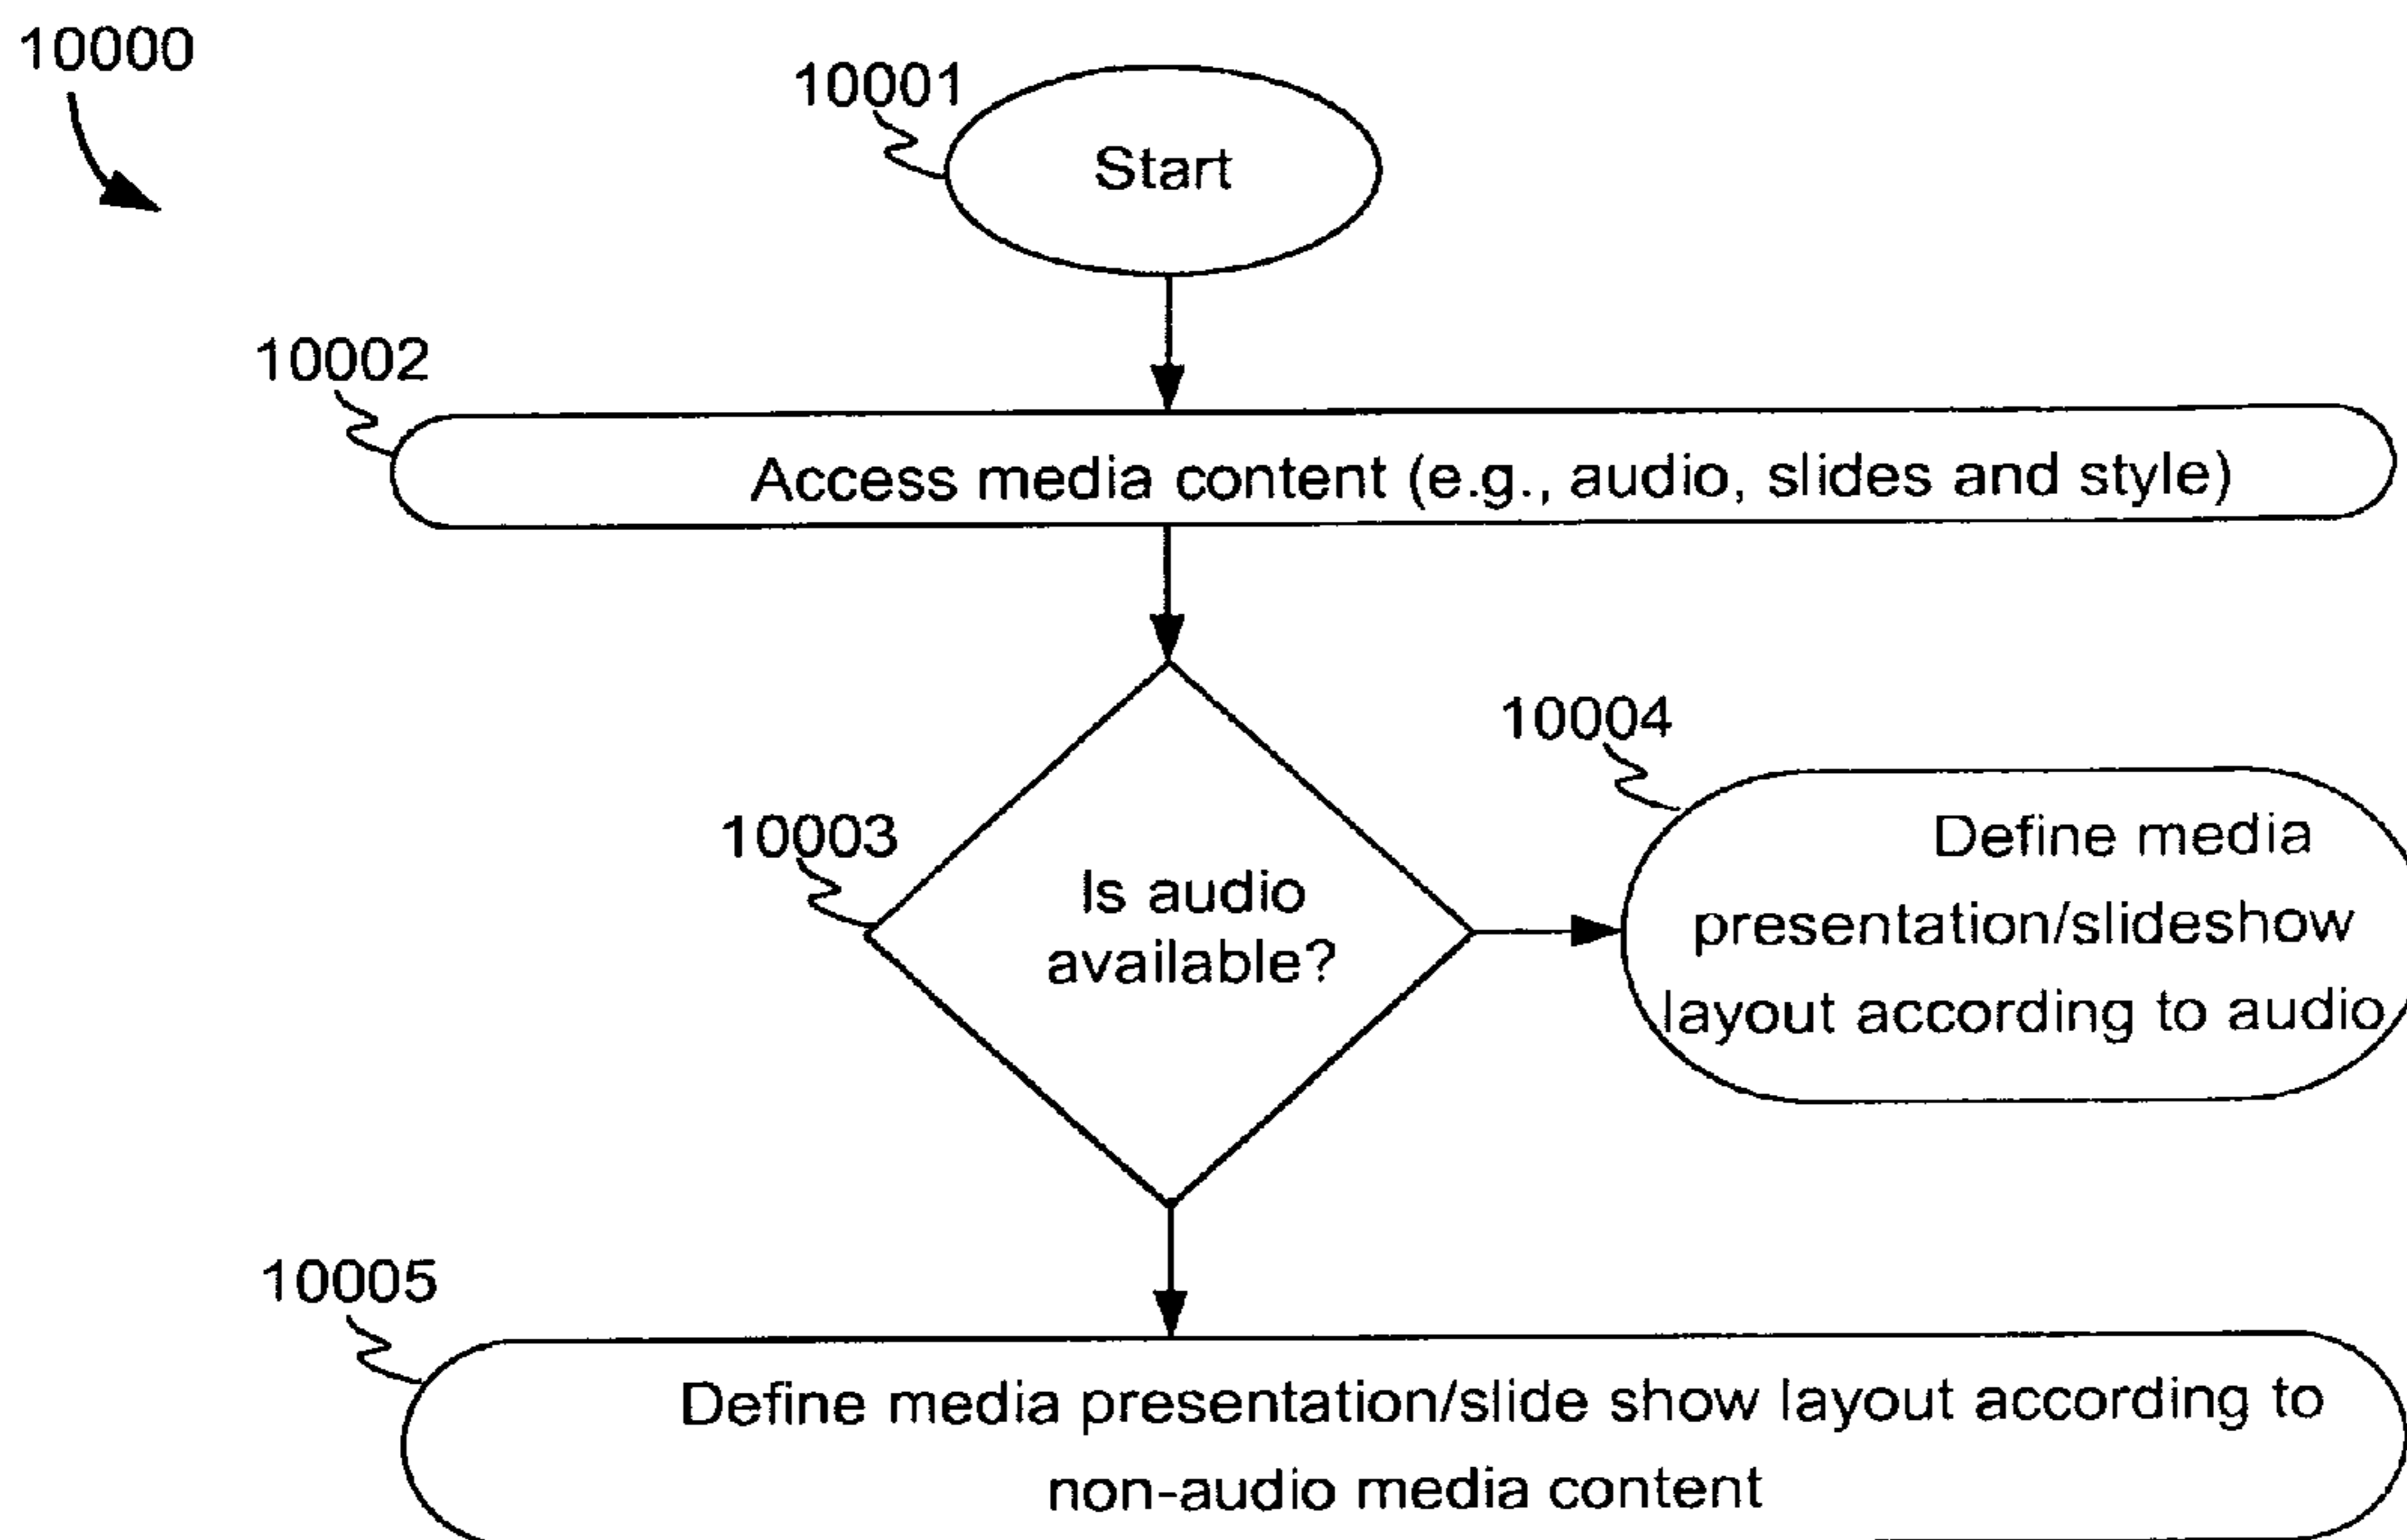 10000
10001
Start
10002
Access media content (e.g., audio, slides and style)
10004
10003
Is audio
available?
Define media
presentation/slideshow
layout according to audio
10005
Define media presentation/slide show layout according to
non-audio media content